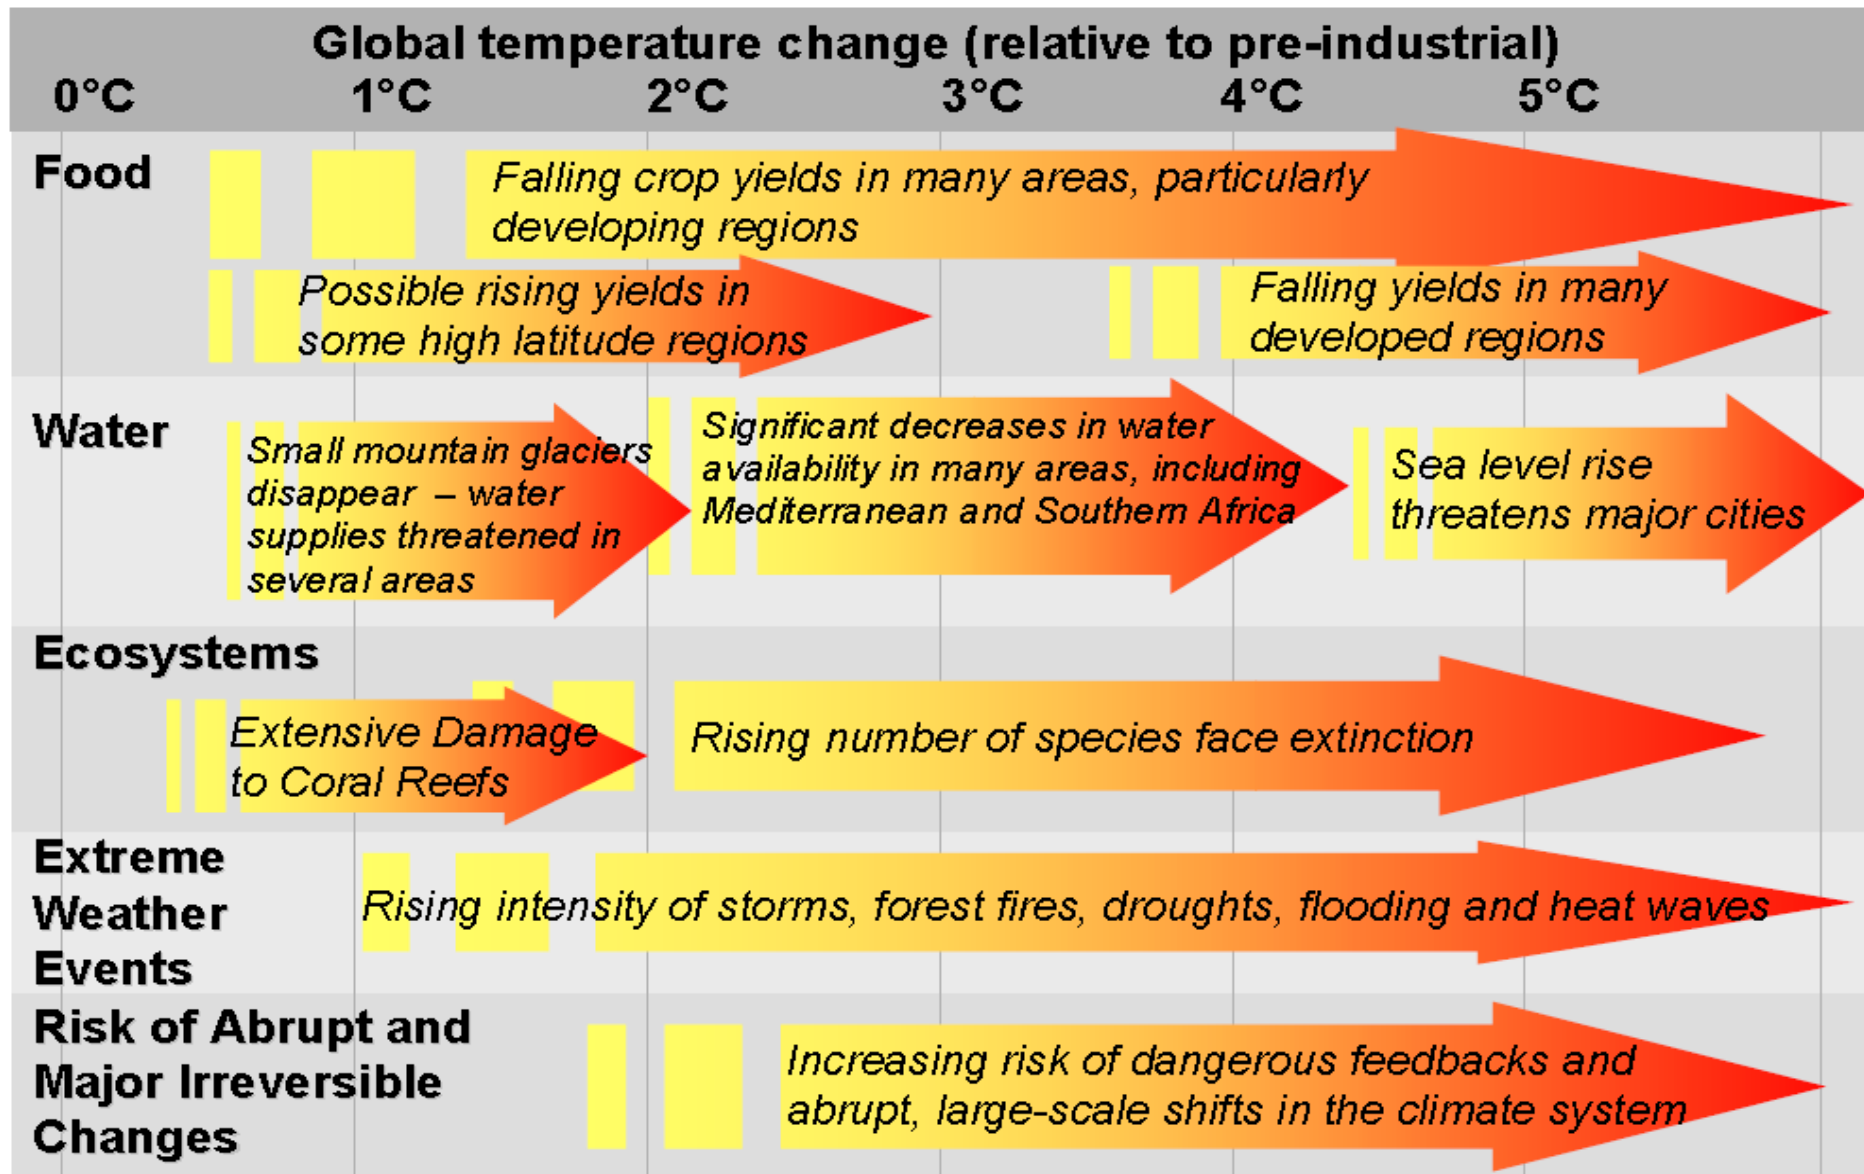 Global temperature change (relative to pre-industrial)
0°C 1°C 2°C 3°C 4°C 5°C
Food
Falling crop yields in many areas, particularly
developing regions
Possible rising yields in
some high latitude regions
Falling yields in many
developed regions
Water
Small mountain glaciers
disappear – water
supplies threatened in
several areas
Significant decreases in water
availability in many areas, including
Mediterranean and Southern Africa
Sea level rise
threatens major cities
Ecosystems
Extensive Damage
to Coral Reefs
Rising number of species face extinction
Extreme
Weather
Events
Rising intensity of storms, forest fires, droughts, flooding and heat waves
Risk of Abrupt and
Major Irreversible
Changes
Increasing risk of dangerous feedbacks and
abrupt, large-scale shifts in the climate system